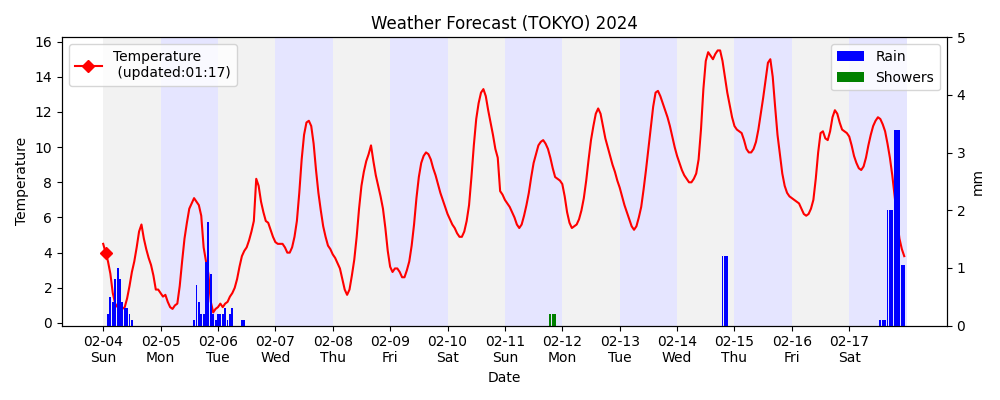 Weather Forecast (TOKYO) 2024
Temperature
(updated:01:17)
Rain
Showers
Temperature
16
14
12
10
8
6
4
2
0
5
4
3
2
1
0
mm
02-04 02-05 02-06 02-07 02-08 02-09 02-10 02-11 02-12 02-13 02-14 02-15 02-16 02-17
Sun Mon Tue Wed Thu Fri Sat Sun Mon Tue Wed Thu Fri Sat
Date